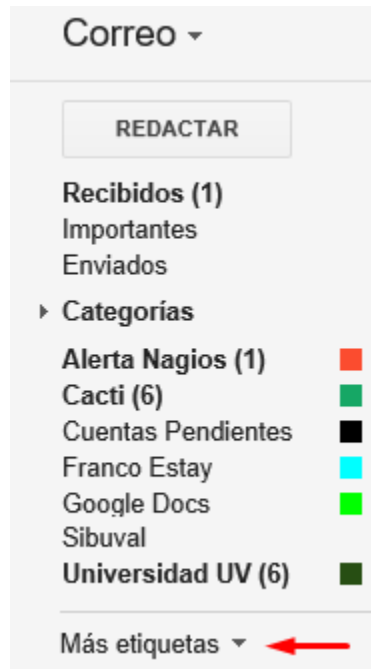 Correo
REDACTAR
Recibidos (1)
Importantes
Enviados
Categorías
Alerta Nagios (1)
Cacti (6)
Cuentas Pendientes
Franco Estay
Google Docs
Sibuval
Universidad UV (6)
Más etiquetas